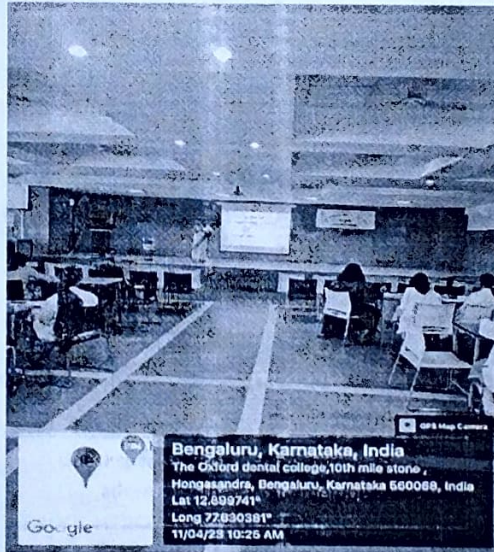 GPS Map Camera
Bengaluru, Karnataka, India
The Oxford dental college,10th mile stone ,
Hongasandra, Bengaluru, Karnataka 560068, India
Lat 12.899741°
Long 77.630391°
11/04/23 10:25 AM
Google